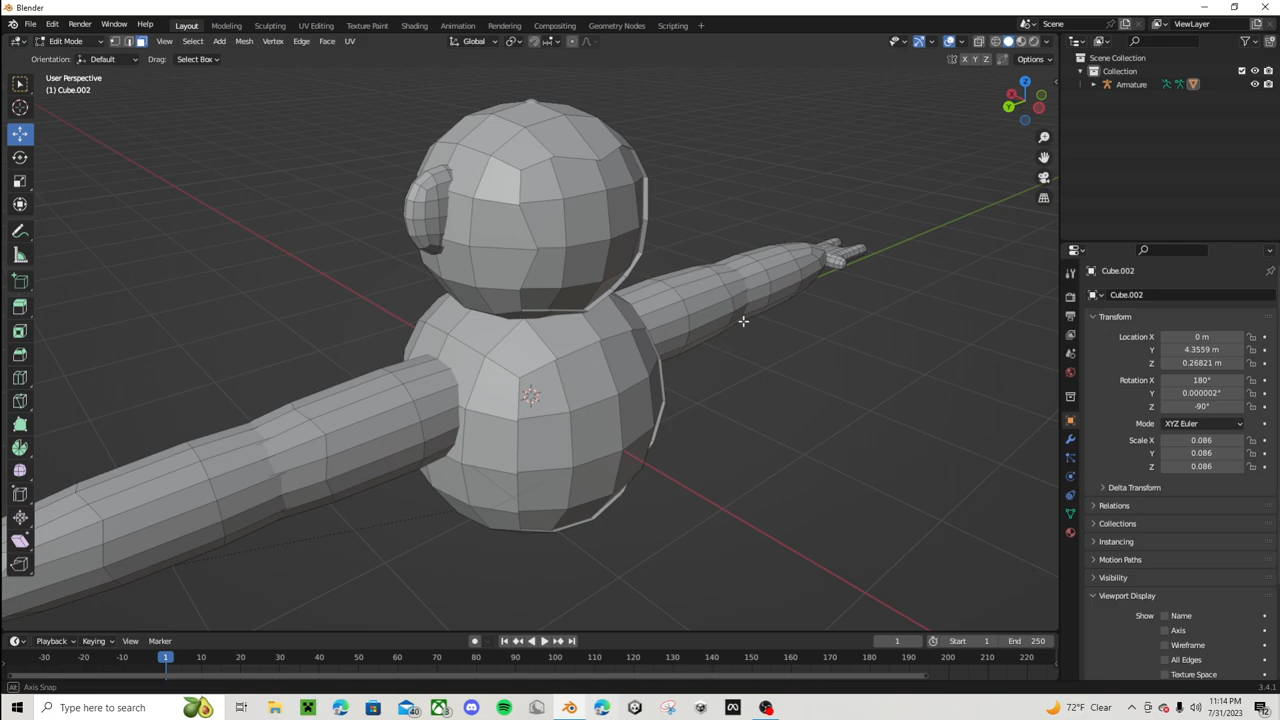 Blender
File Edit Render Window Help Layout Modeling Sculpting UV Editing Texture Paint Shading Animation Rendering Compositing Geometry Nodes Scripting + Scene ViewLayer
Edit Mode View Select Add Mesh Vertex Edge Face UV Global
Orientation: Default Drag: Select Box X Y Z Options
User Perspective
(1) Cube.002
Z
X
Y
Scene Collection
Collection
Armature
Cube.002
Cube.002
Transform
Location X 0 m
Y 4.3559 m
Z 0.26821 m
Rotation X 180°
Y 0.000002°
Z -90°
Mode XYZ Euler
Scale X 0.086
Y 0.086
Z 0.086
Delta Transform
Relations
Collections
Instancing
Motion Paths
Visibility
Viewport Display
Show Name
Axis
Wireframe
All Edges
Texture Space
Playback Keying View Marker 1 Start 1 End 250
-30 -20 -10 1 10 20 30 40 50 60 70 80 90 100 110 120 130 140 150 160 170 180 190 200 210 220
Alt Axis Snap 3.4.1
Type here to search 40 3 72°F Clear 11:14 PM
7/31/2023 12